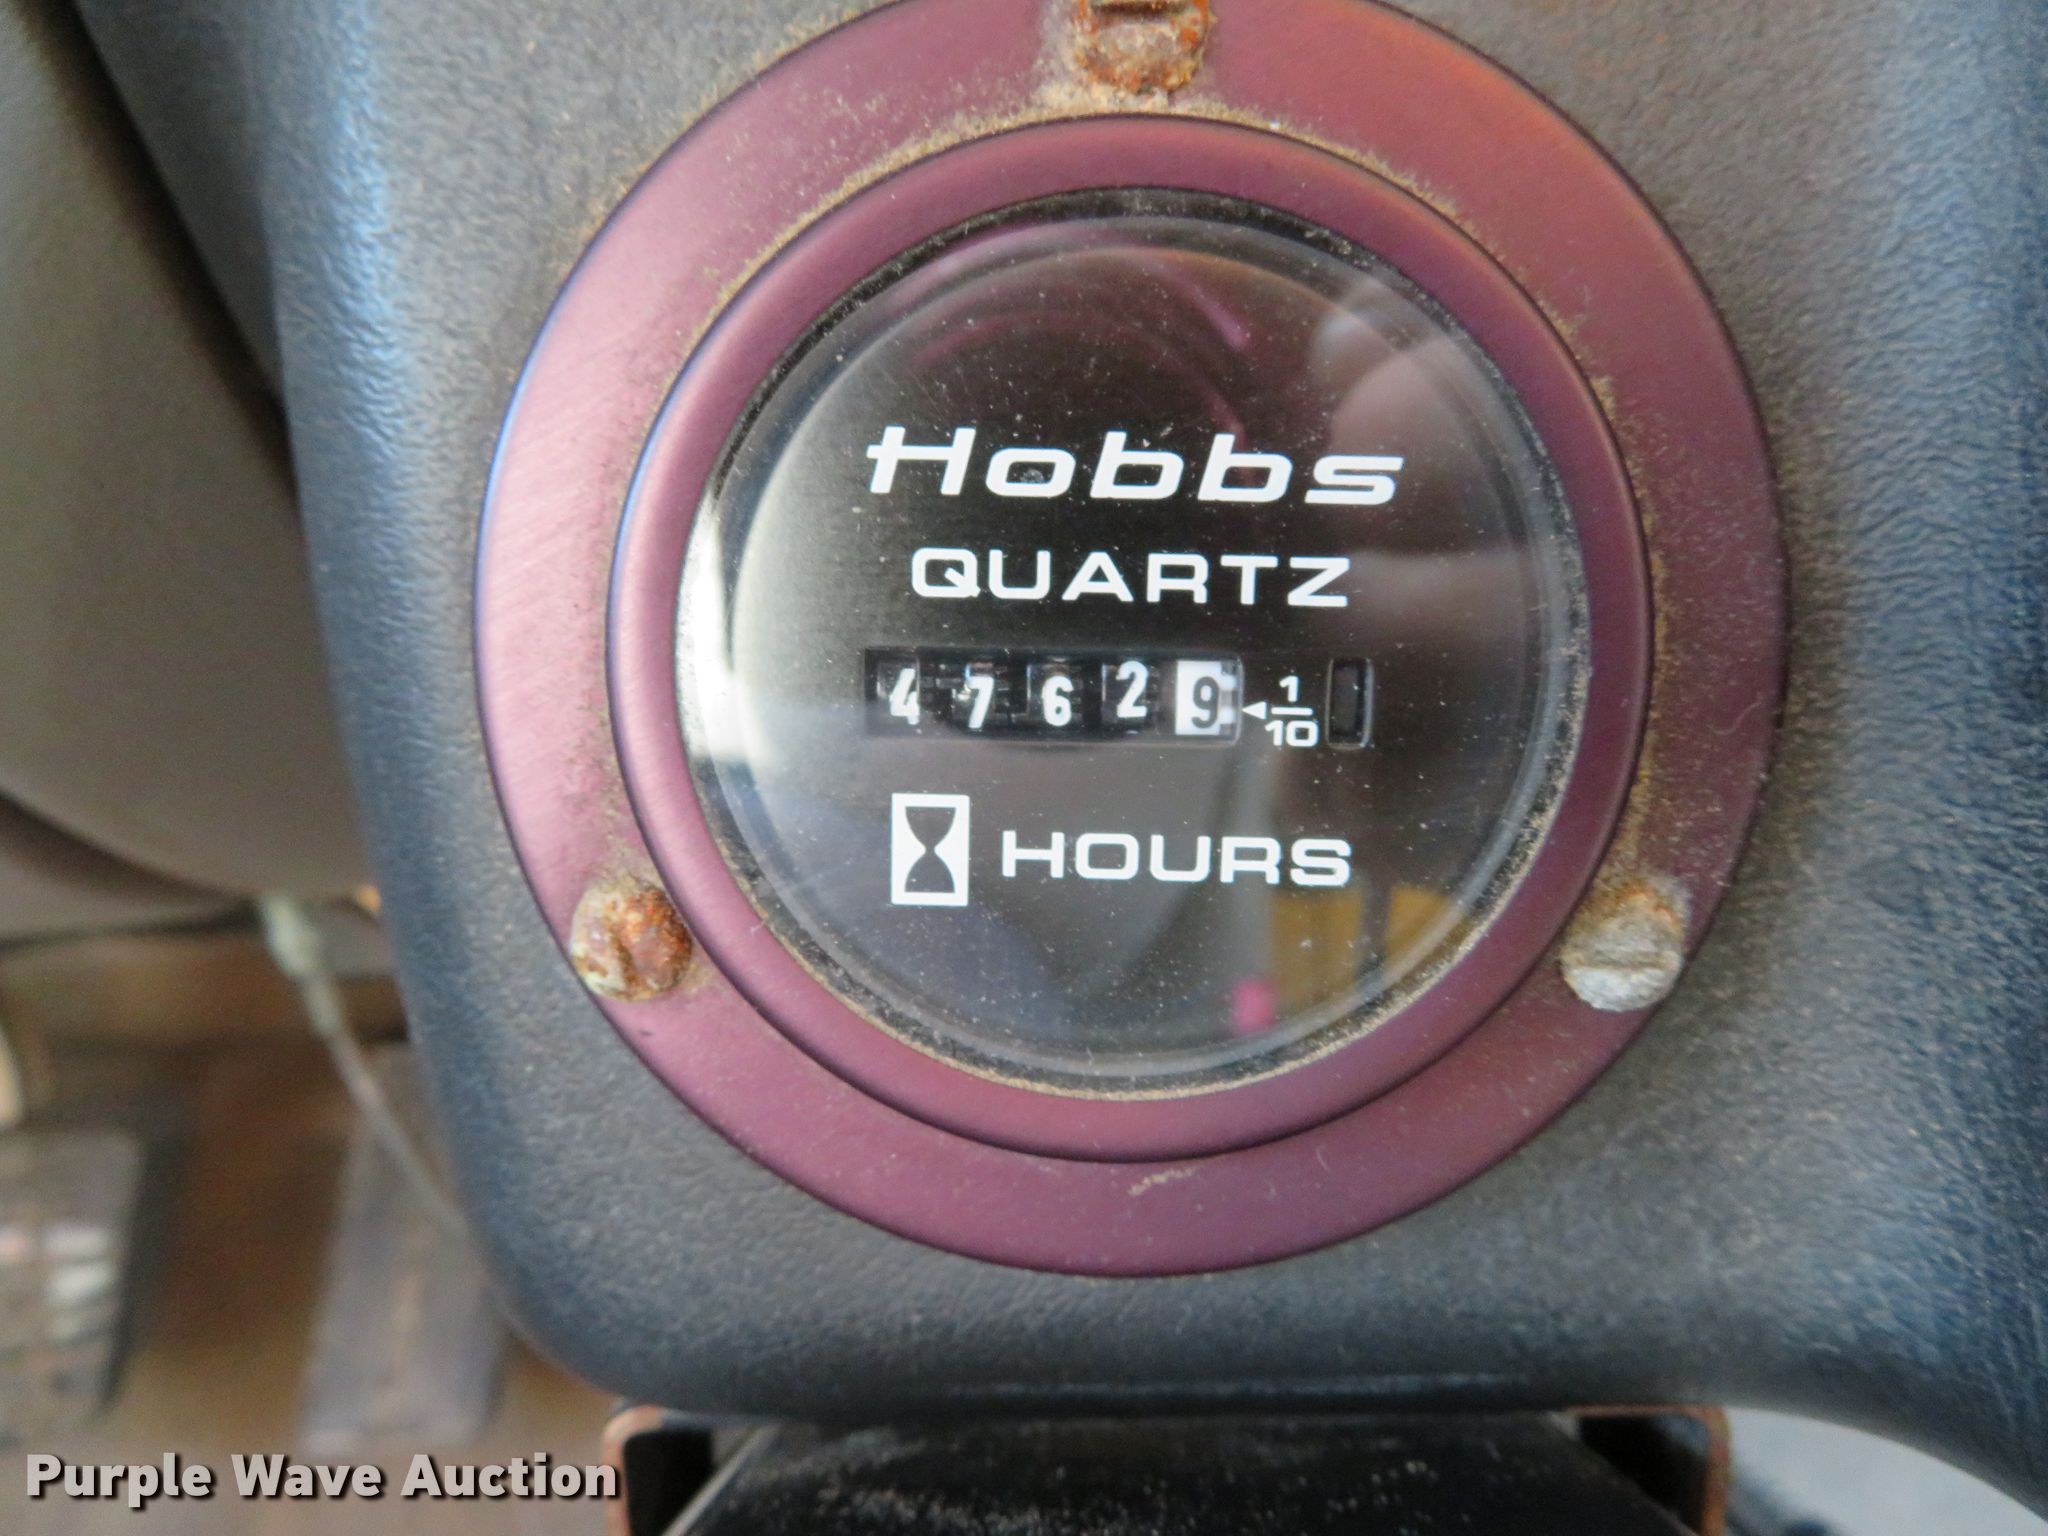 Hobbs
QUARTZ
4 7 6 2 9 ◄ 1/10
HOURS
Purple Wave Auction